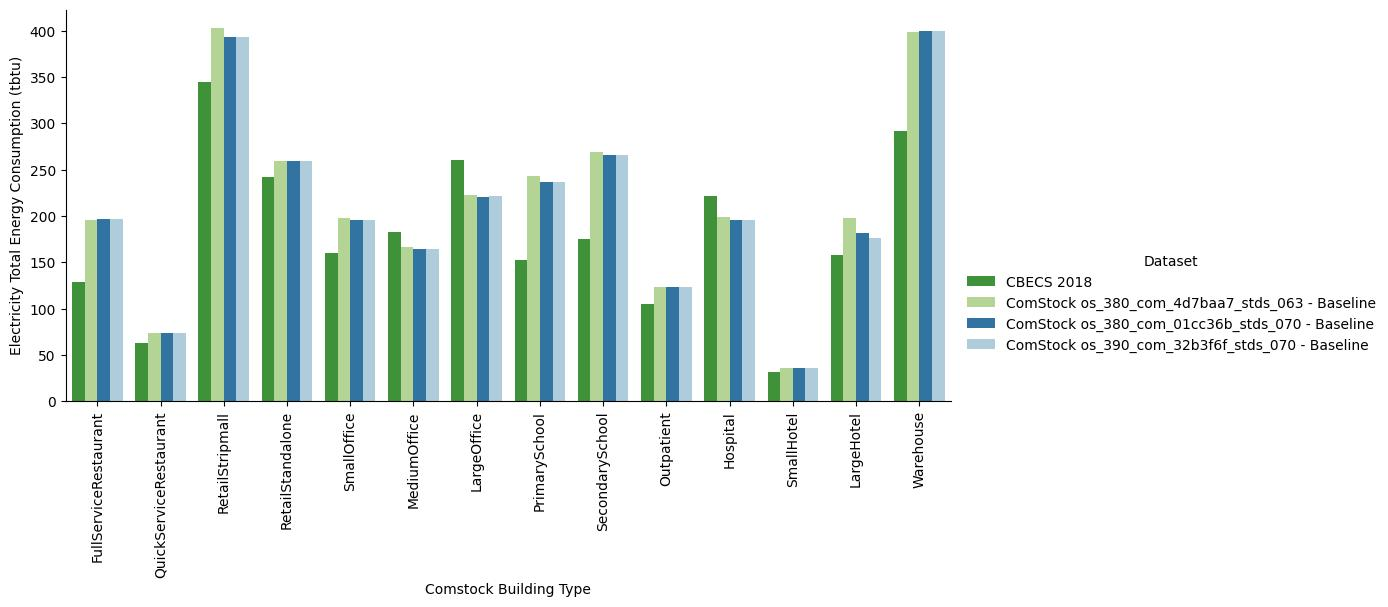 Electricity Total Energy Consumption (tbtu)
400
350
300
250
200
150
100
50
0
FullServiceRestaurant
QuickServiceRestaurant
RetailStripmall
RetailStandalone
SmallOffice
MediumOffice
LargeOffice
PrimarySchool
SecondarySchool
Outpatient
Hospital
SmallHotel
LargeHotel
Warehouse
Comstock Building Type
Dataset
CBECS 2018
ComStock os_380_com_4d7baa7_stds_063 - Baseline
ComStock os_380_com_01cc36b_stds_070 - Baseline
ComStock os_390_com_32b3f6f_stds_070 - Baseline